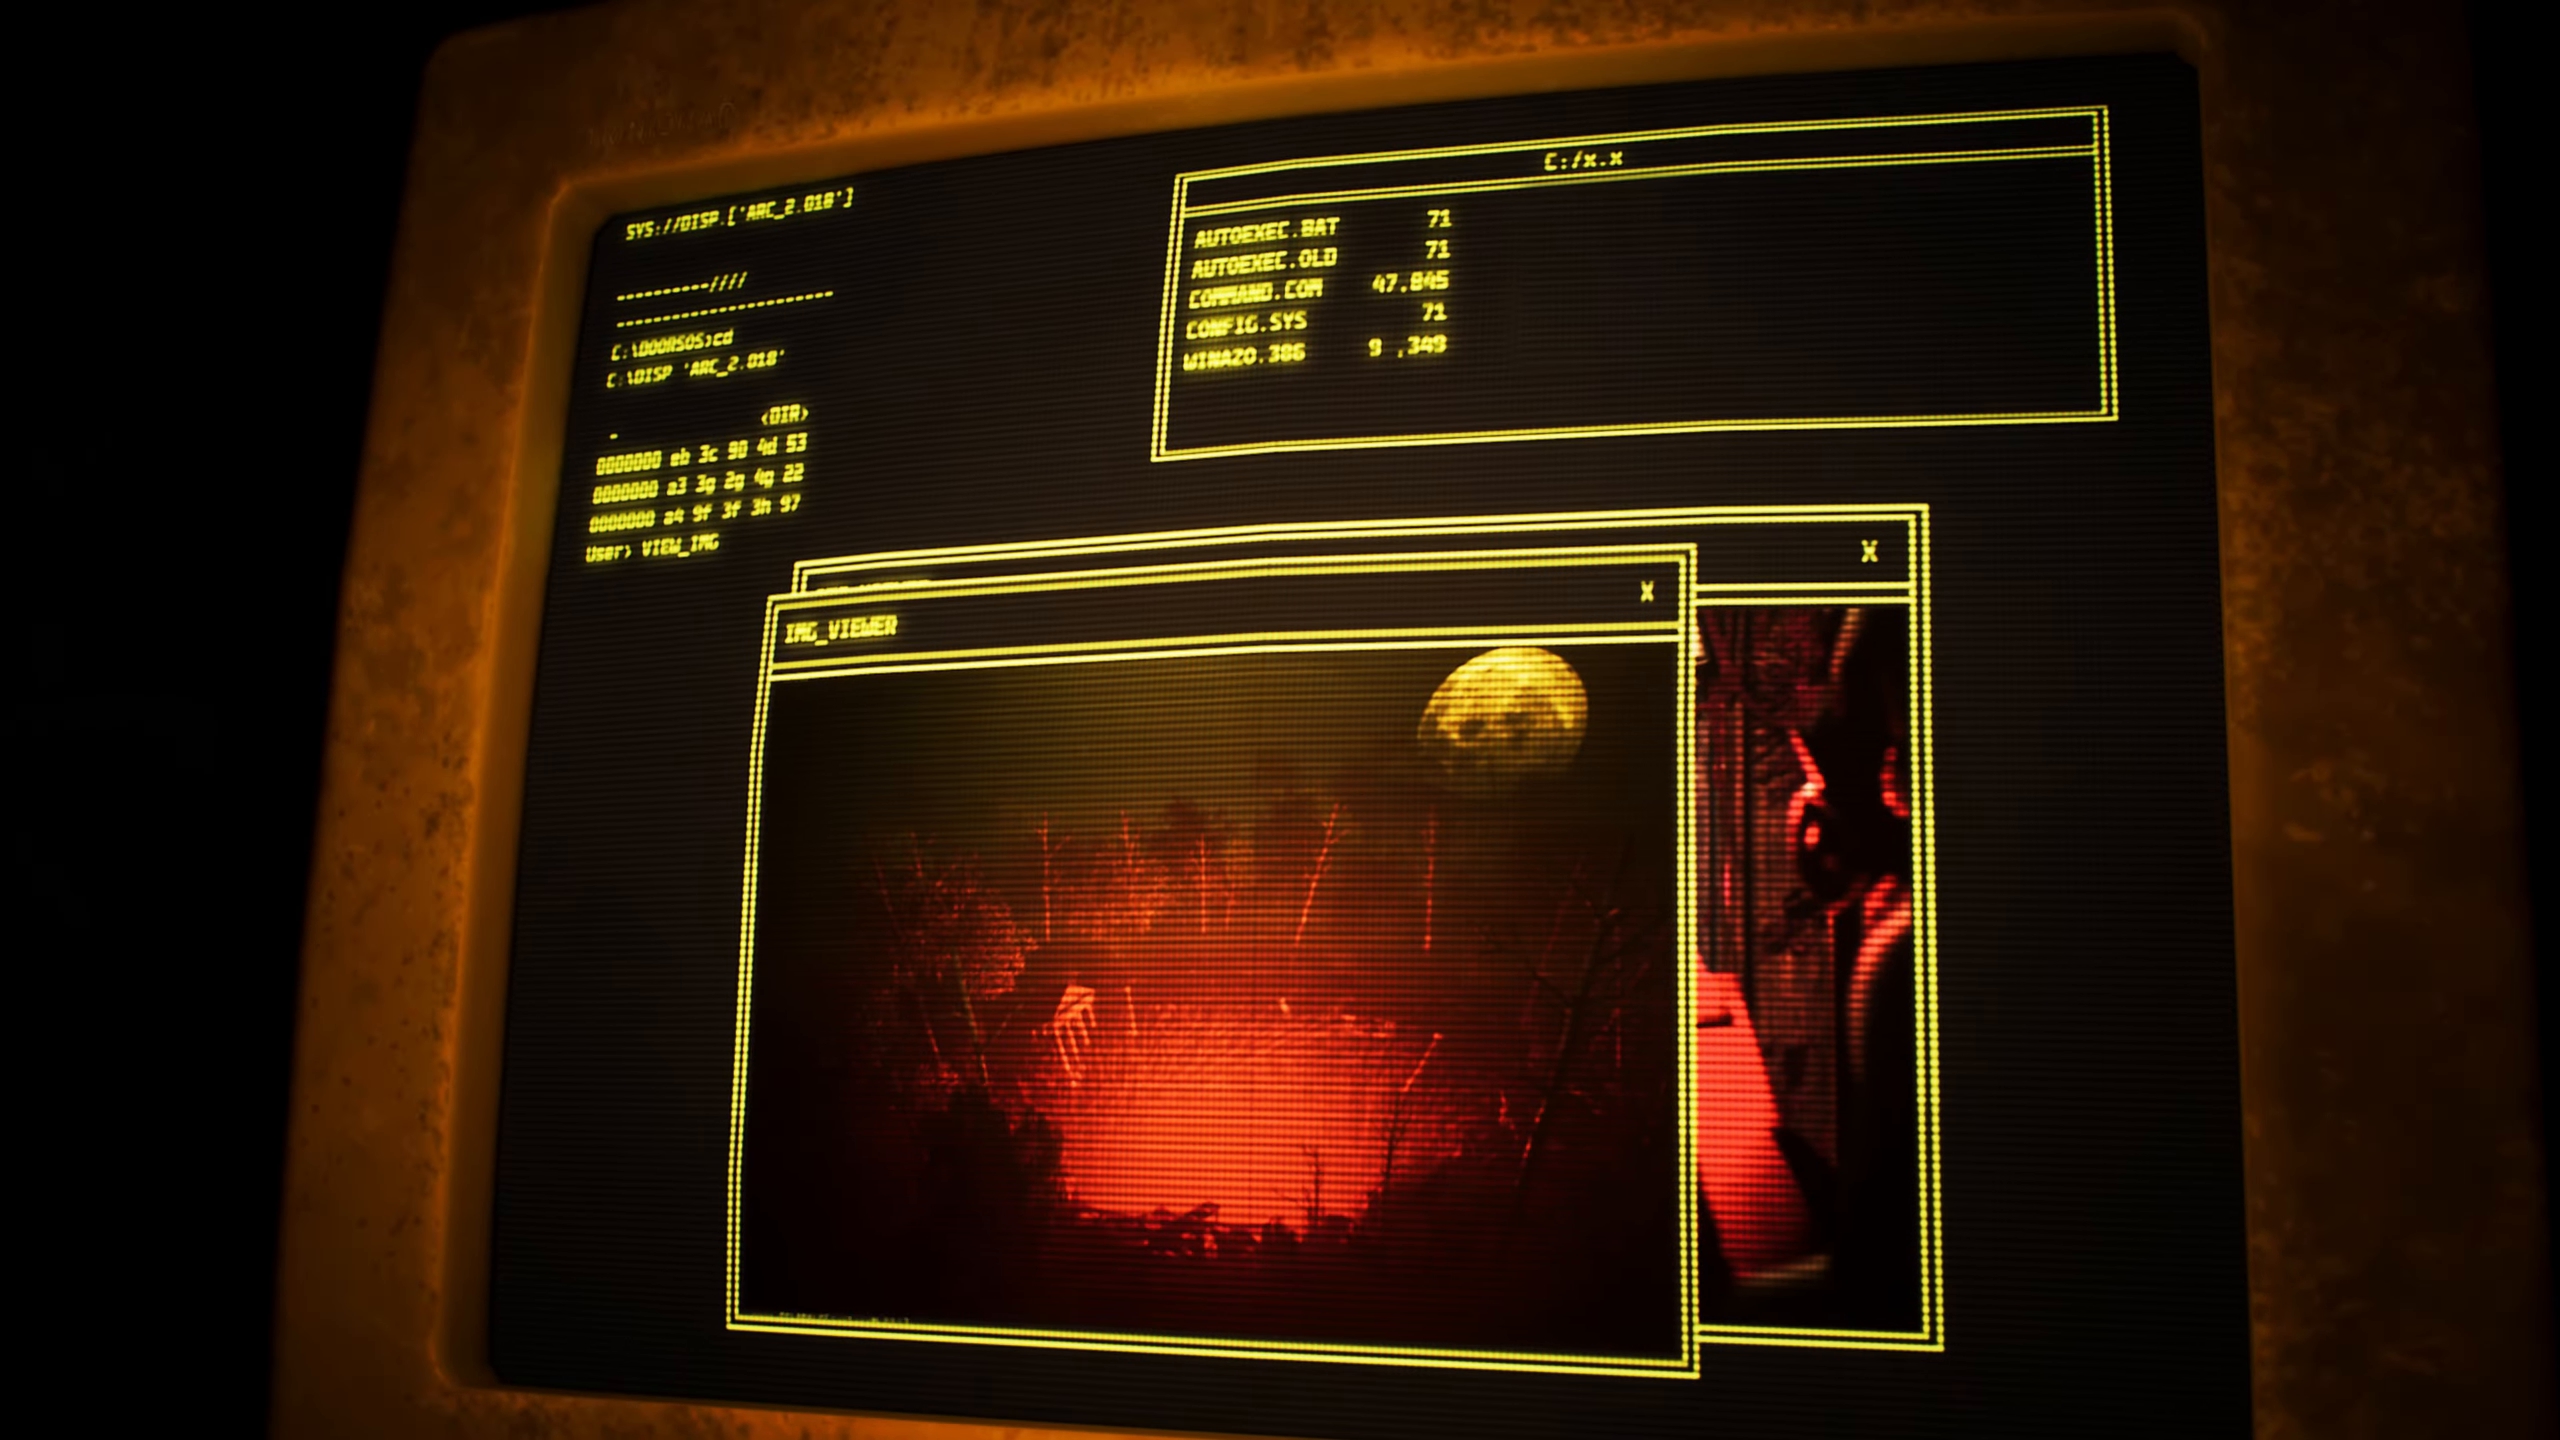 SYS://DISP.['ARC_2.018']
----------////
--------------------
C:\DOORSOS>cd
C:\DISP 'ARC_2.018'
- <DIR>
0000000 eb 3c 90 4d 53
0000000 a3 3g 2g 4g 22
0000000 a4 9f 3f 3h 97
User> VIEW_IMG
C:/x.x
AUTOEXEC.BAT 71
AUTOEXEC.OLD 71
COMMAND.COM 47.845
CONFIG.SYS 71
WINA20.386 9 .349
X
IMG_VIEWER X